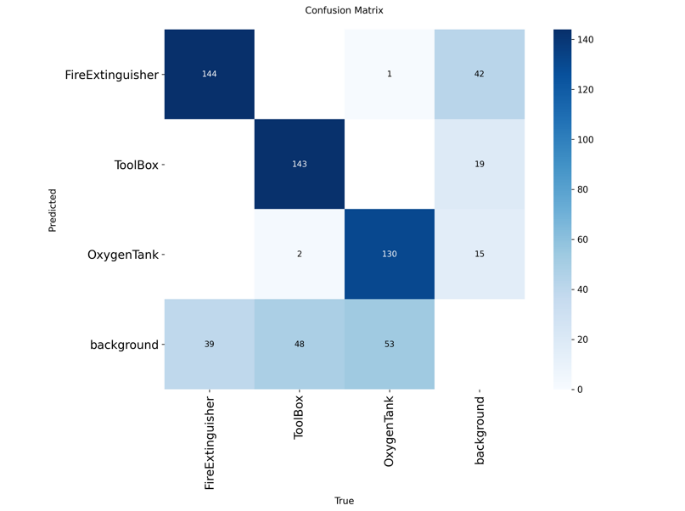 Confusion Matrix
FireExtinguisher
144
1
42
ToolBox
143
19
OxygenTank
2
130
15
background
39
48
53
FireExtinguisher
ToolBox
OxygenTank
background
Predicted
True
140
120
100
80
60
40
20
0